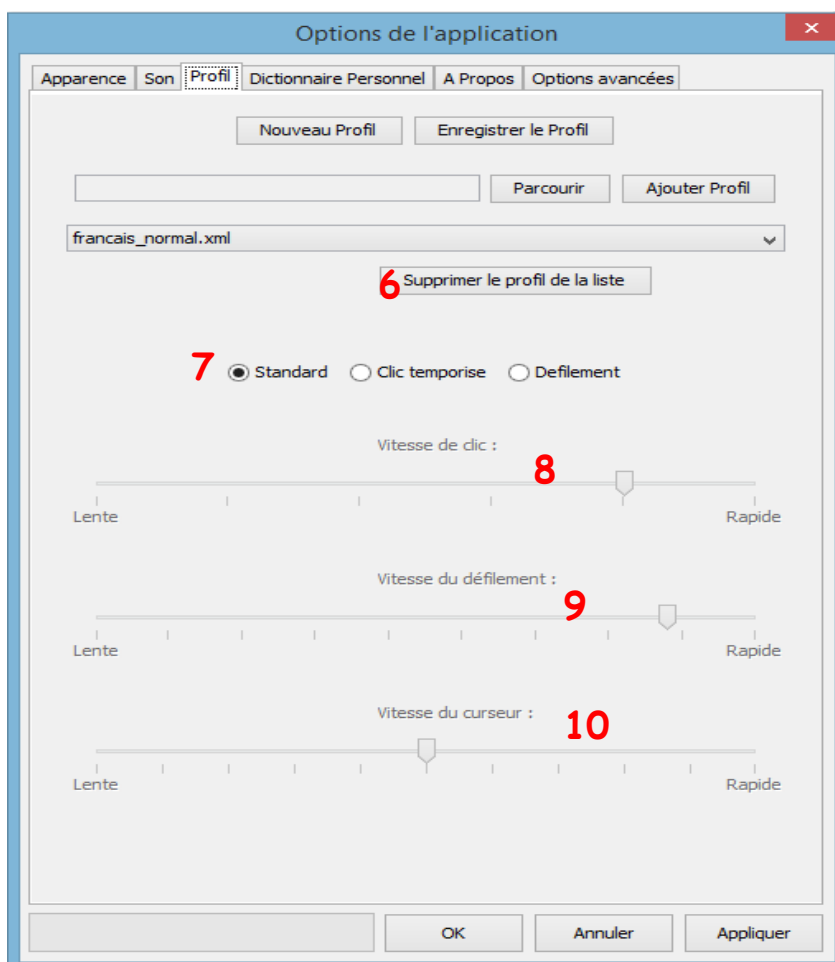 Options de l'application
Apparence Son Profil Dictionnaire Personnel A Propos Options avancées
Nouveau Profil Enregistrer le Profil
Parcourir Ajouter Profil
francais_normal.xml
6 Supprimer le profil de la liste
7 Standard Clic temporise Defilement
Vitesse de clic :
8
Lente Rapide
Vitesse du défilement :
9
Lente Rapide
Vitesse du curseur :
10
Lente Rapide
OK Annuler Appliquer